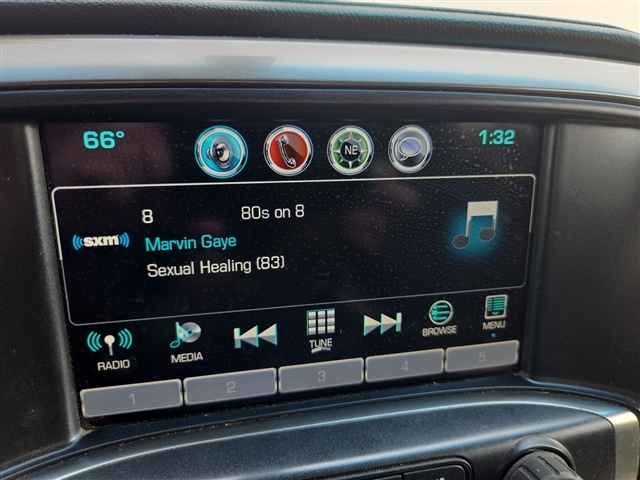 66° NE 1:32
8 80s on 8
((sxm))
Marvin Gaye
Sexual Healing (83)
RADIO MEDIA TUNE BROWSE MENU
1 2 3 4 5